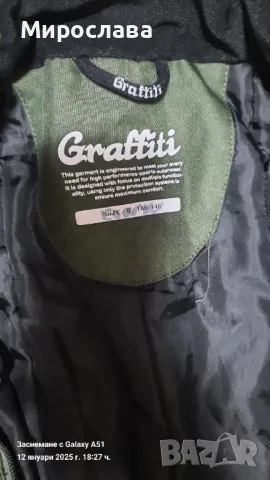 Мирослава
Graffiti
Graffiti
This garment is engineered to meet your every
need for high performance sports outerwear.
It is designed with focus on multiple function
ality, using only the protection systems to
ensure maximum comfort.
SIZE
Заснемане с Galaxy A51
12 януари 2025 г. 18:27 ч.
BAZAR